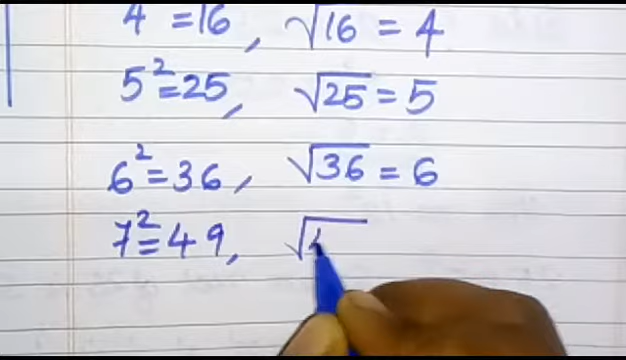 4 = 16, √16 = 4
5² = 25, √25 = 5
6² = 36, √36 = 6
7² = 49, √